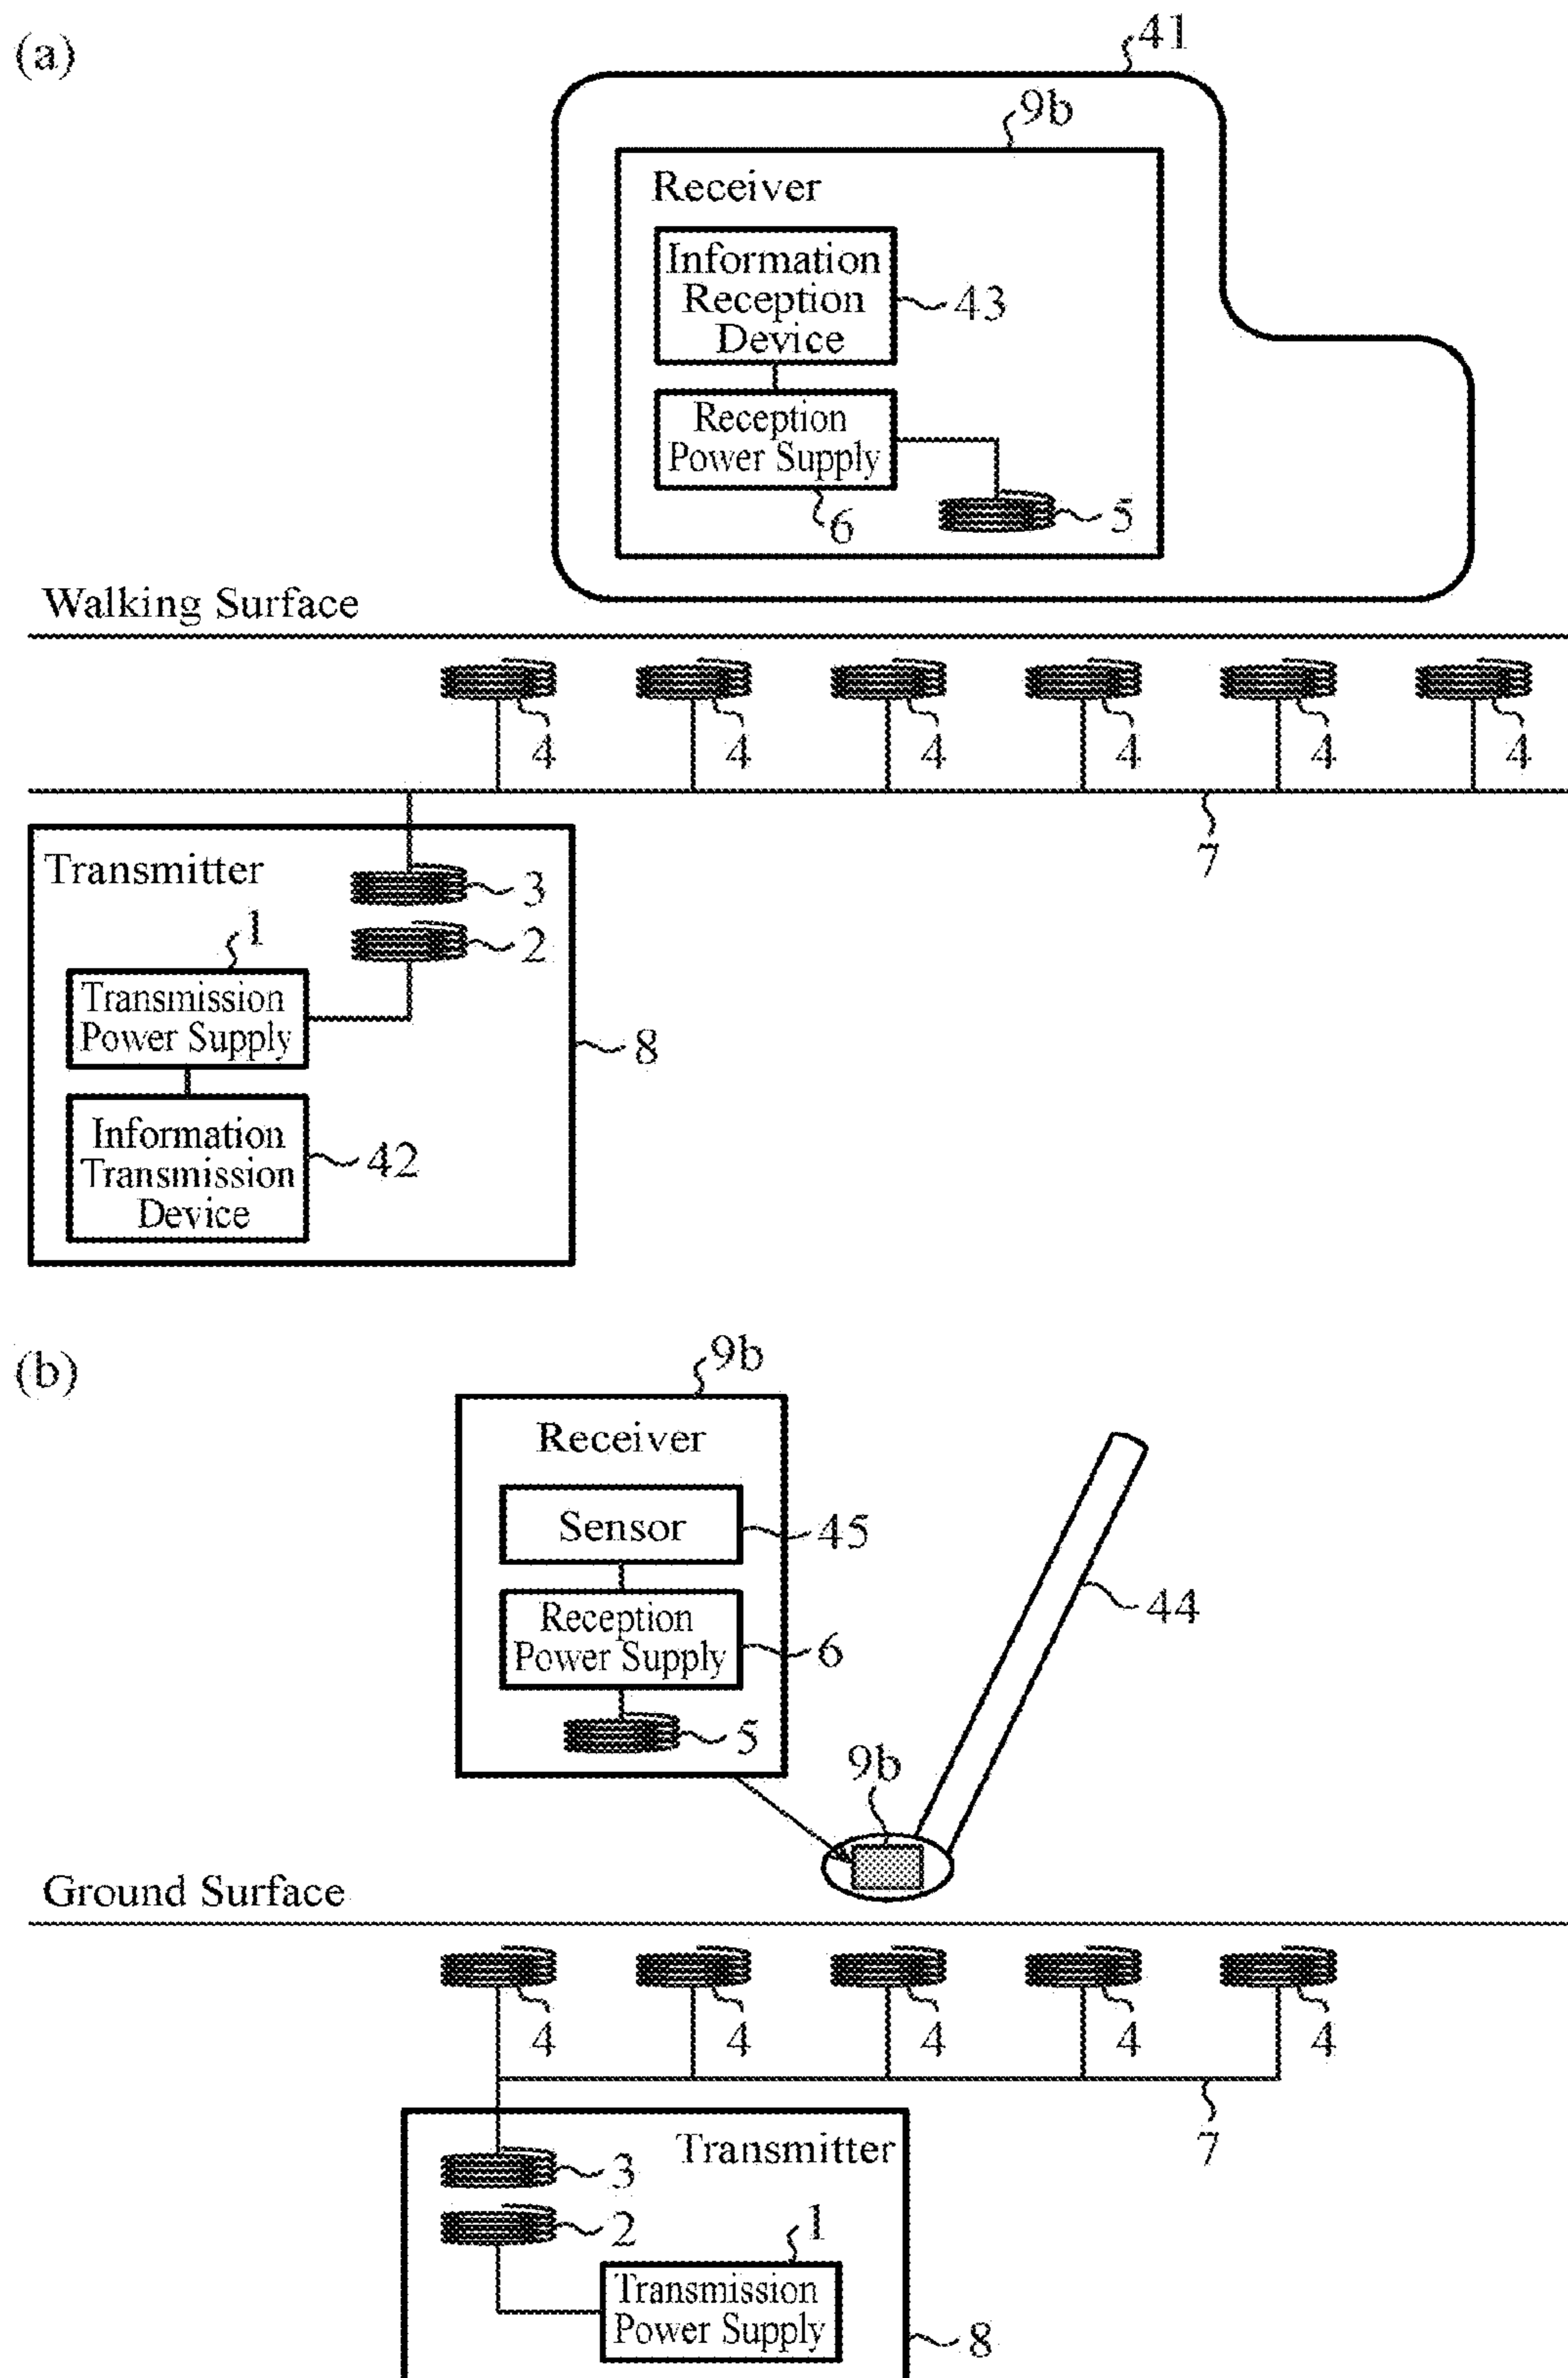 (a)
41
9b
Receiver
Information
Reception
Device
43
Reception
Power Supply
6
5
Walking Surface
4
4
4
4
4
4
7
Transmitter
3
2
1
Transmission
Power Supply
8
Information
Transmission
Device
42
(b)
9b
Receiver
Sensor
45
Reception
Power Supply
6
44
5
9b
Ground Surface
4
4
4
4
4
7
Transmitter
3
2
1
Transmission
Power Supply
8